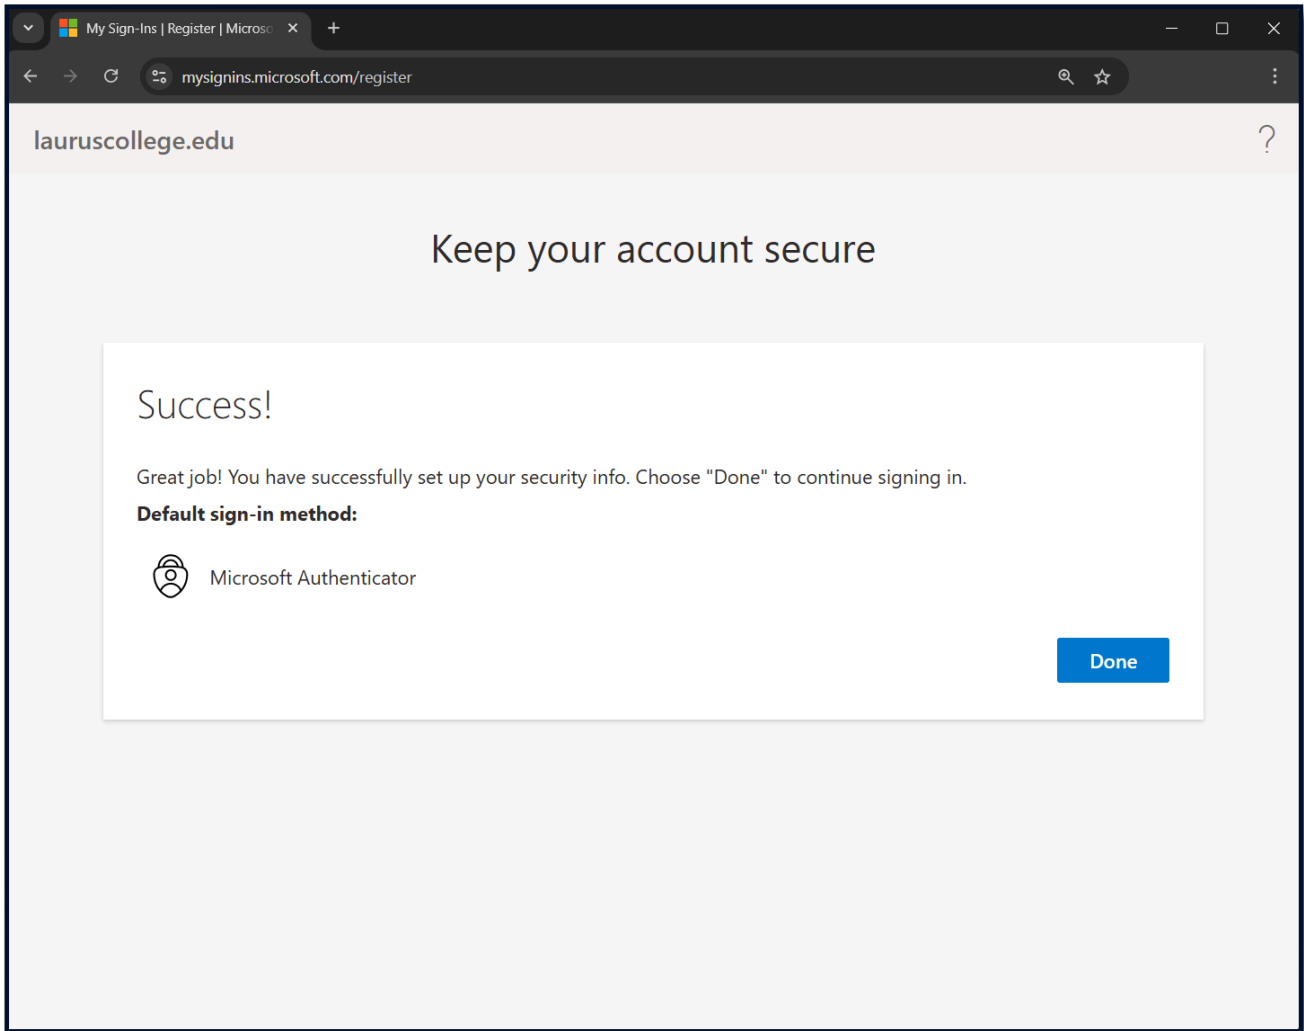 My Sign-Ins | Register | Microso
mysignins.microsoft.com/register
lauruscollege.edu
?
Keep your account secure
Success!
Great job! You have successfully set up your security info. Choose "Done" to continue signing in.
Default sign-in method:
Microsoft Authenticator
Done